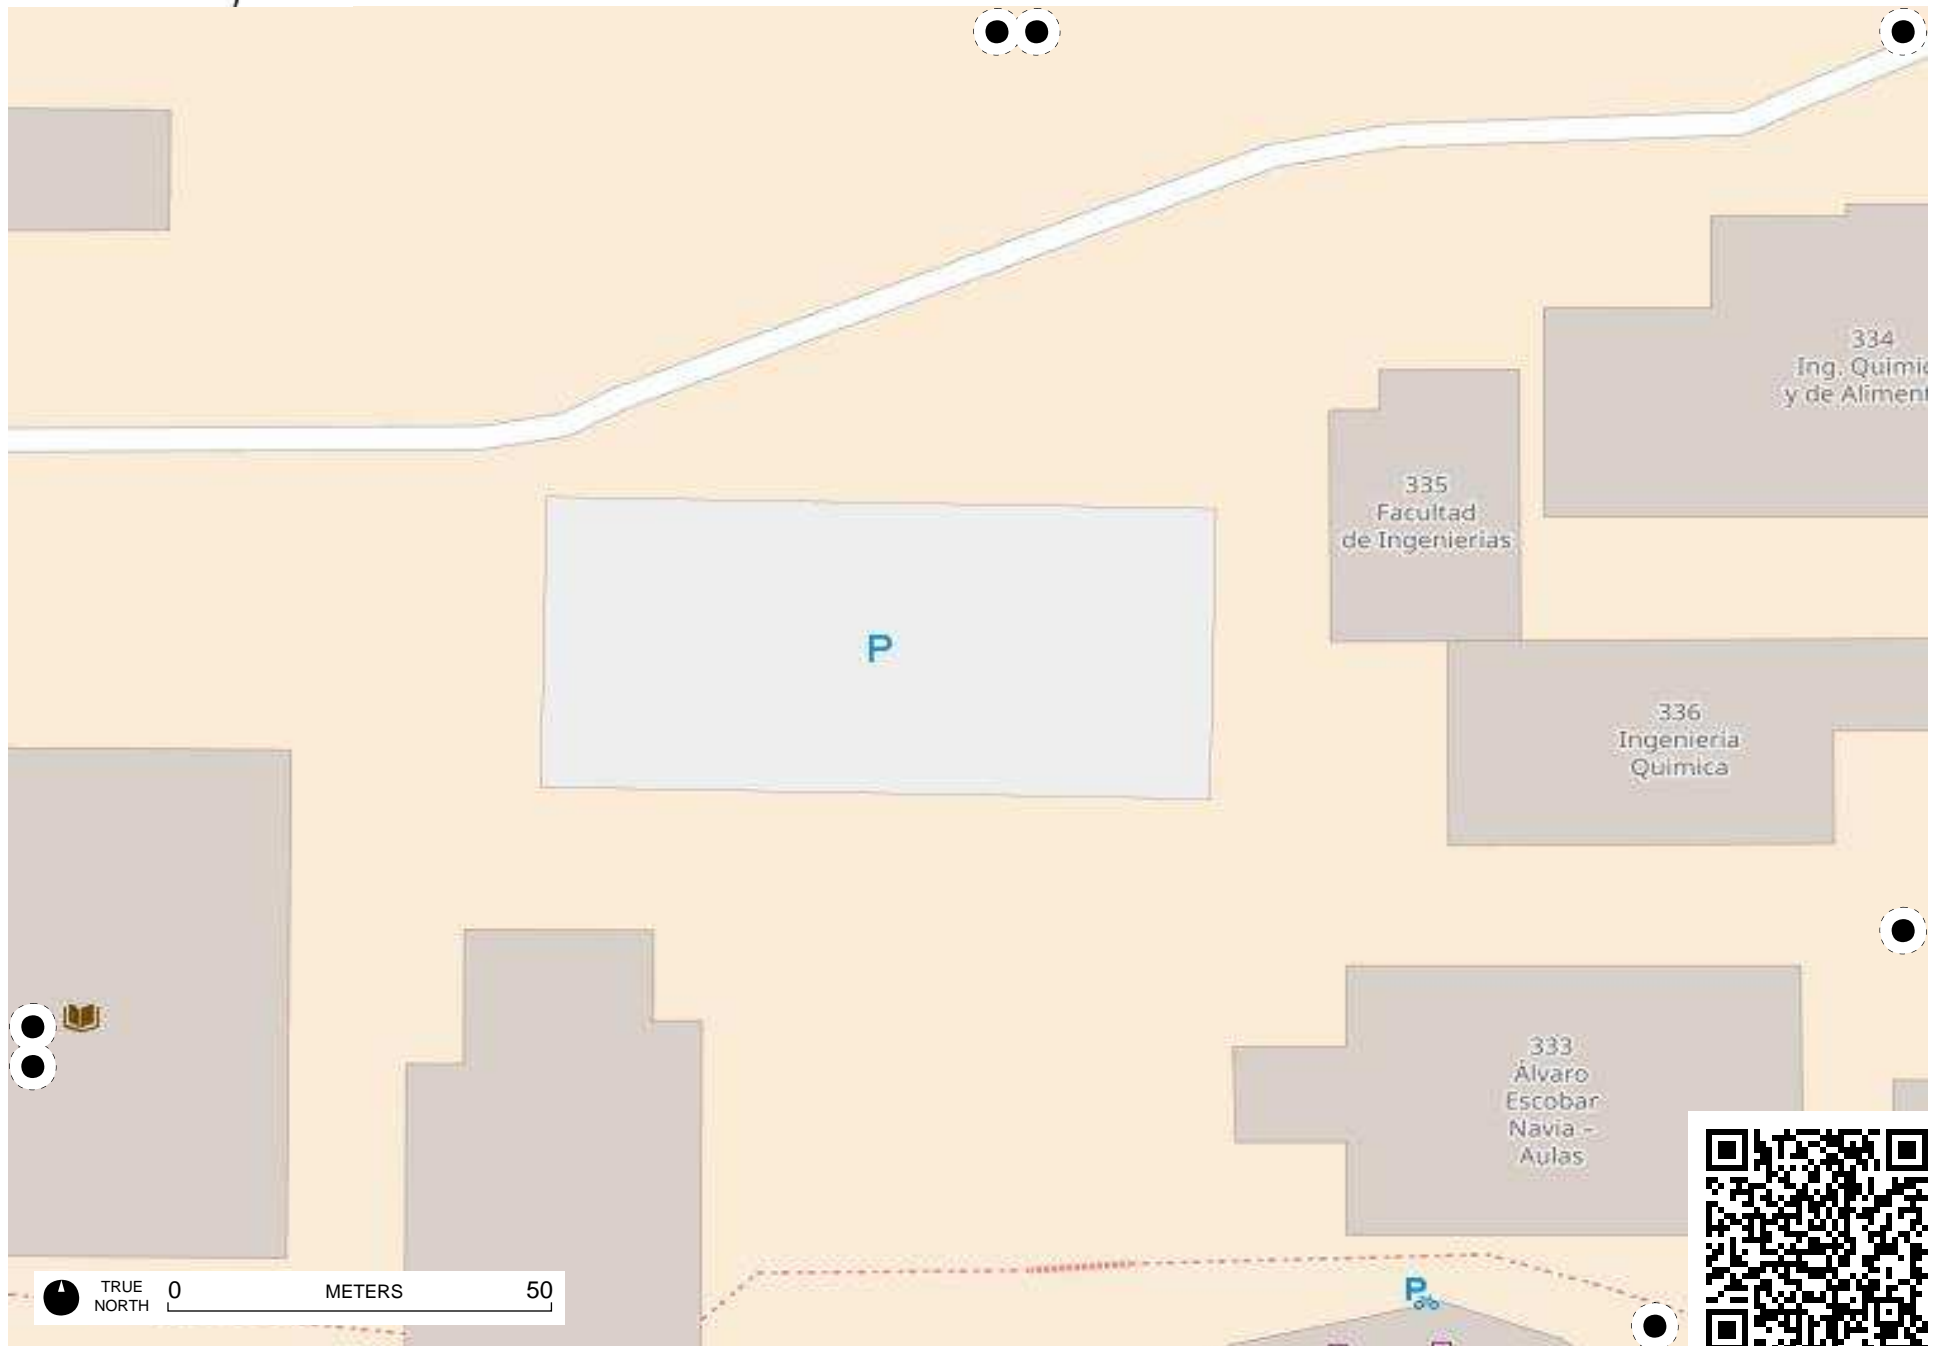 334
Ing. Quimic
y de Aliment
335
Facultad
de Ingenierias
P
336
Ingenieria
Quimica
333
Álvaro
Escobar
Navia -
Aulas
P
TRUE
NORTH
0 METERS 50